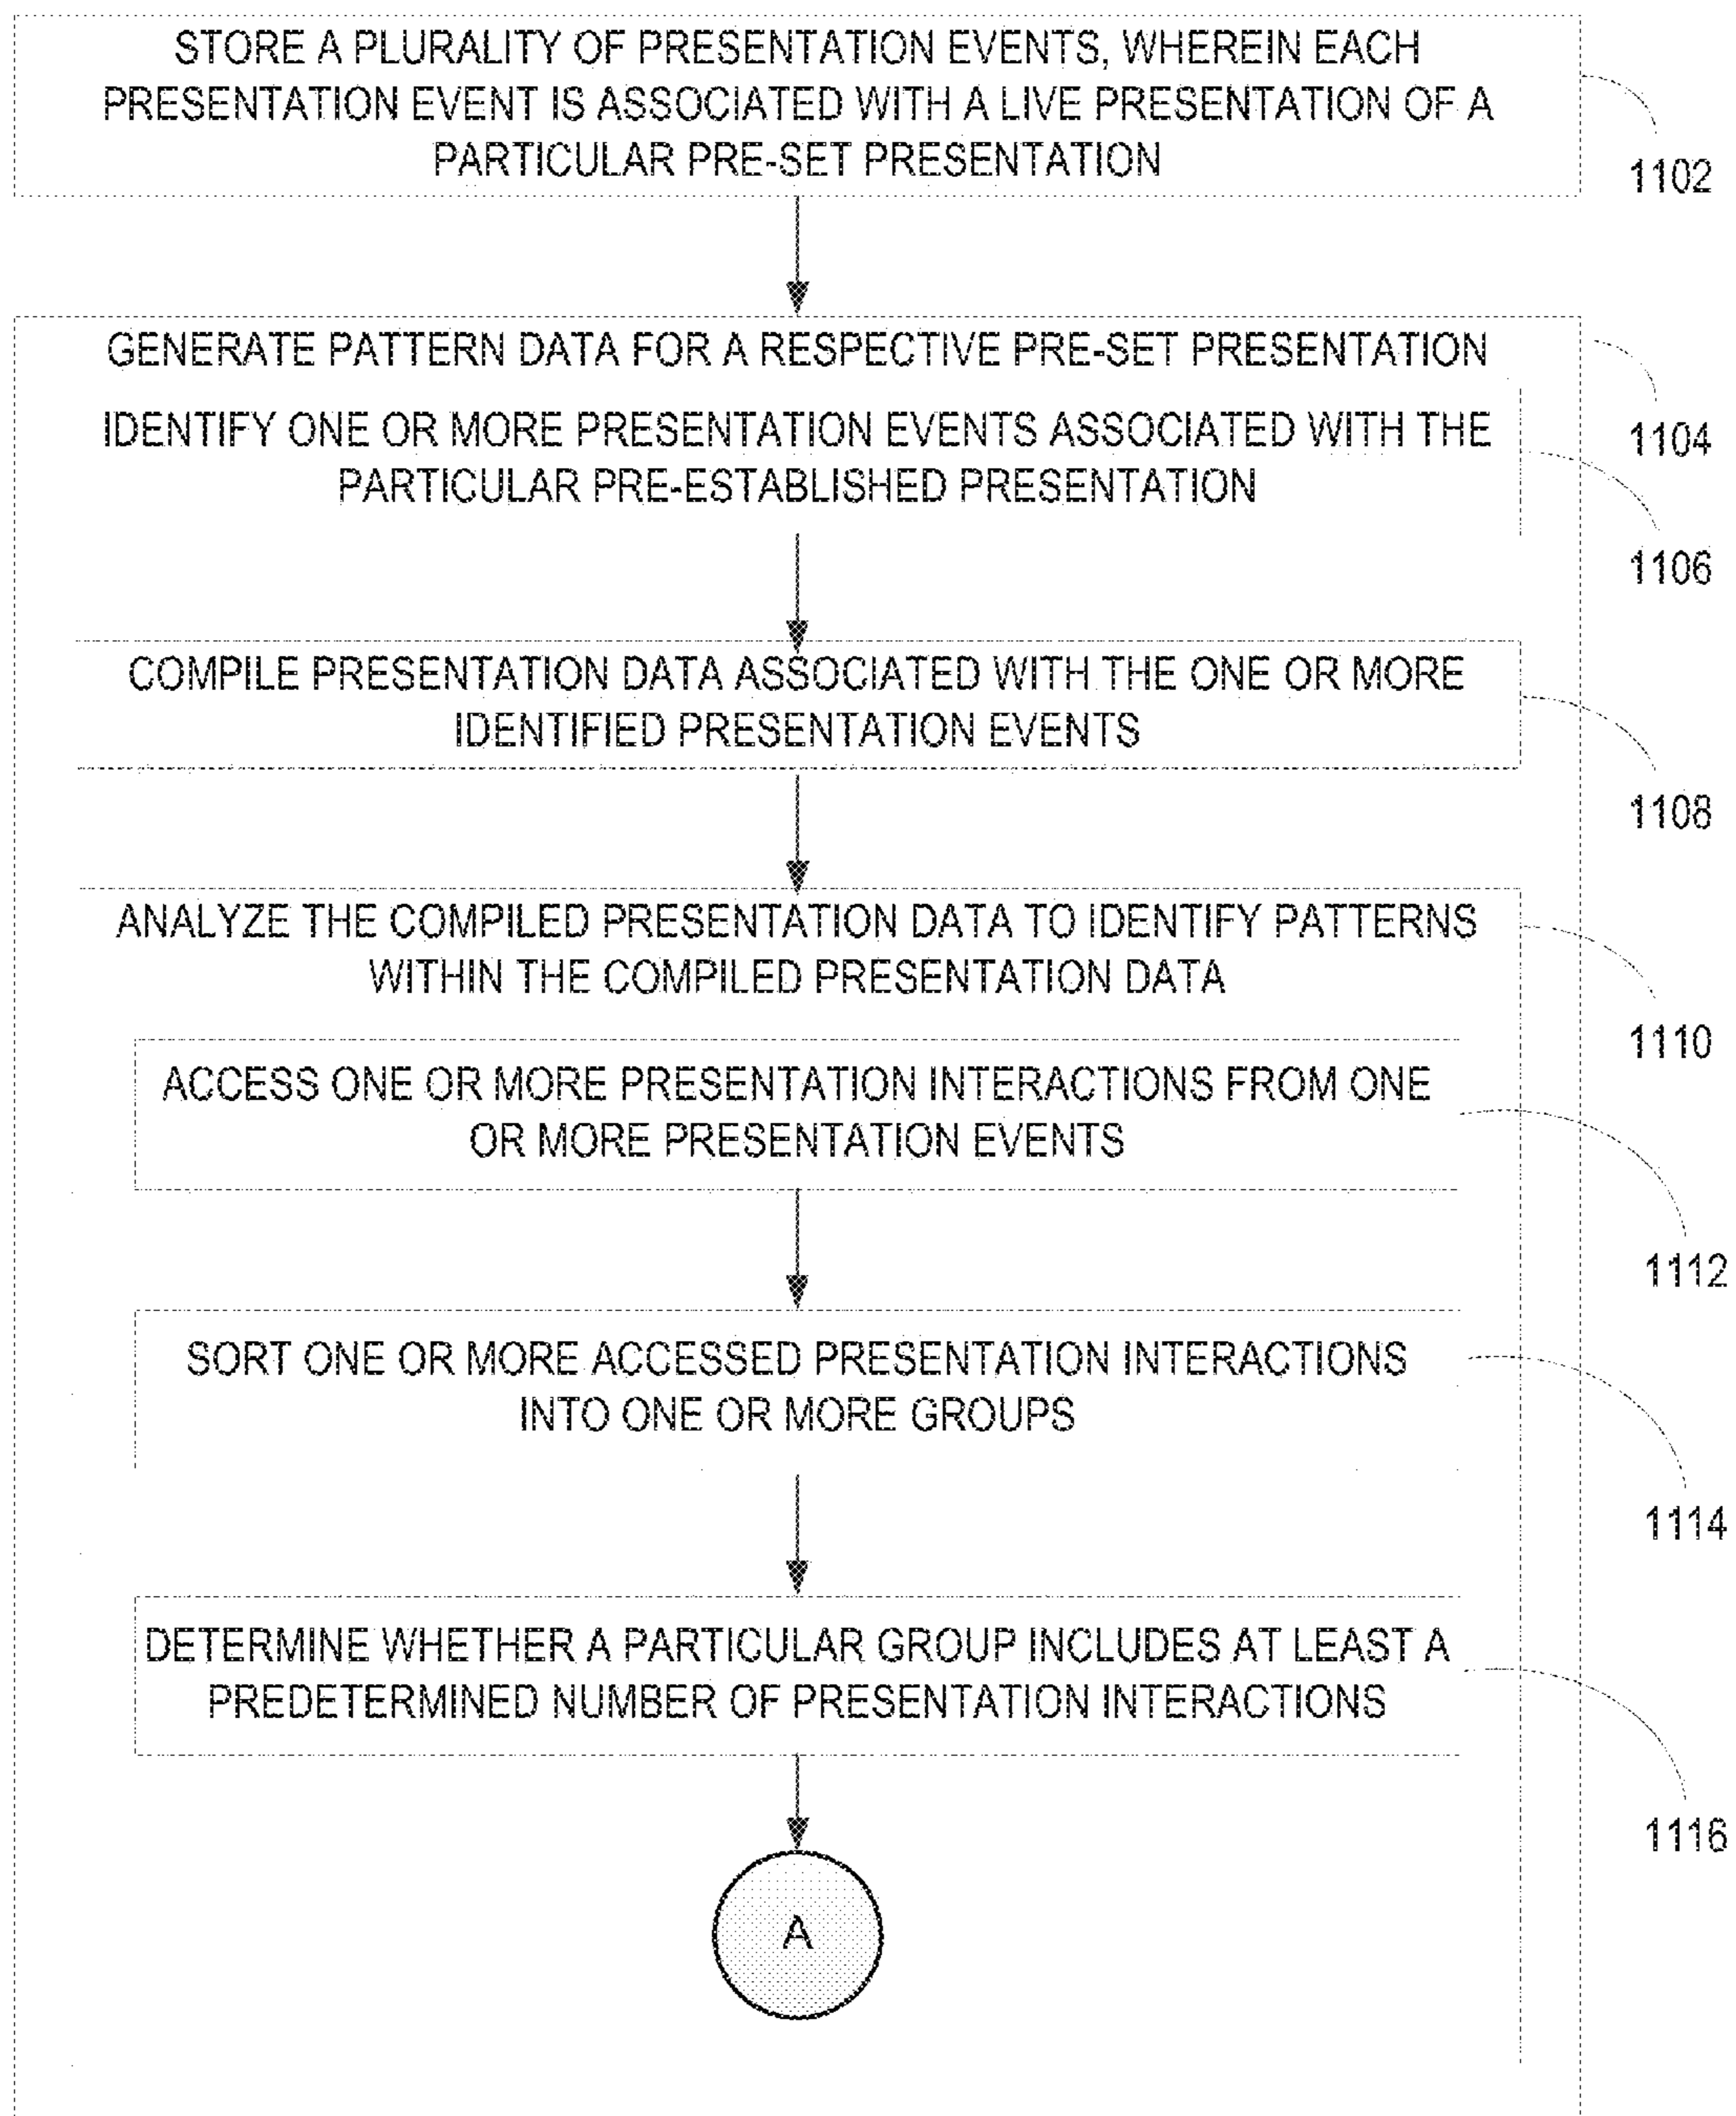 STORE A PLURALITY OF PRESENTATION EVENTS, WHEREIN EACH
PRESENTATION EVENT IS ASSOCIATED WITH A LIVE PRESENTATION OF A
PARTICULAR PRE-SET PRESENTATION
1102
GENERATE PATTERN DATA FOR A RESPECTIVE PRE-SET PRESENTATION
1104
IDENTIFY ONE OR MORE PRESENTATION EVENTS ASSOCIATED WITH THE
PARTICULAR PRE-ESTABLISHED PRESENTATION
1106
COMPILE PRESENTATION DATA ASSOCIATED WITH THE ONE OR MORE
IDENTIFIED PRESENTATION EVENTS
1108
ANALYZE THE COMPILED PRESENTATION DATA TO IDENTIFY PATTERNS
WITHIN THE COMPILED PRESENTATION DATA
1110
ACCESS ONE OR MORE PRESENTATION INTERACTIONS FROM ONE
OR MORE PRESENTATION EVENTS
1112
SORT ONE OR MORE ACCESSED PRESENTATION INTERACTIONS
INTO ONE OR MORE GROUPS
1114
DETERMINE WHETHER A PARTICULAR GROUP INCLUDES AT LEAST A
PREDETERMINED NUMBER OF PRESENTATION INTERACTIONS
1116
A